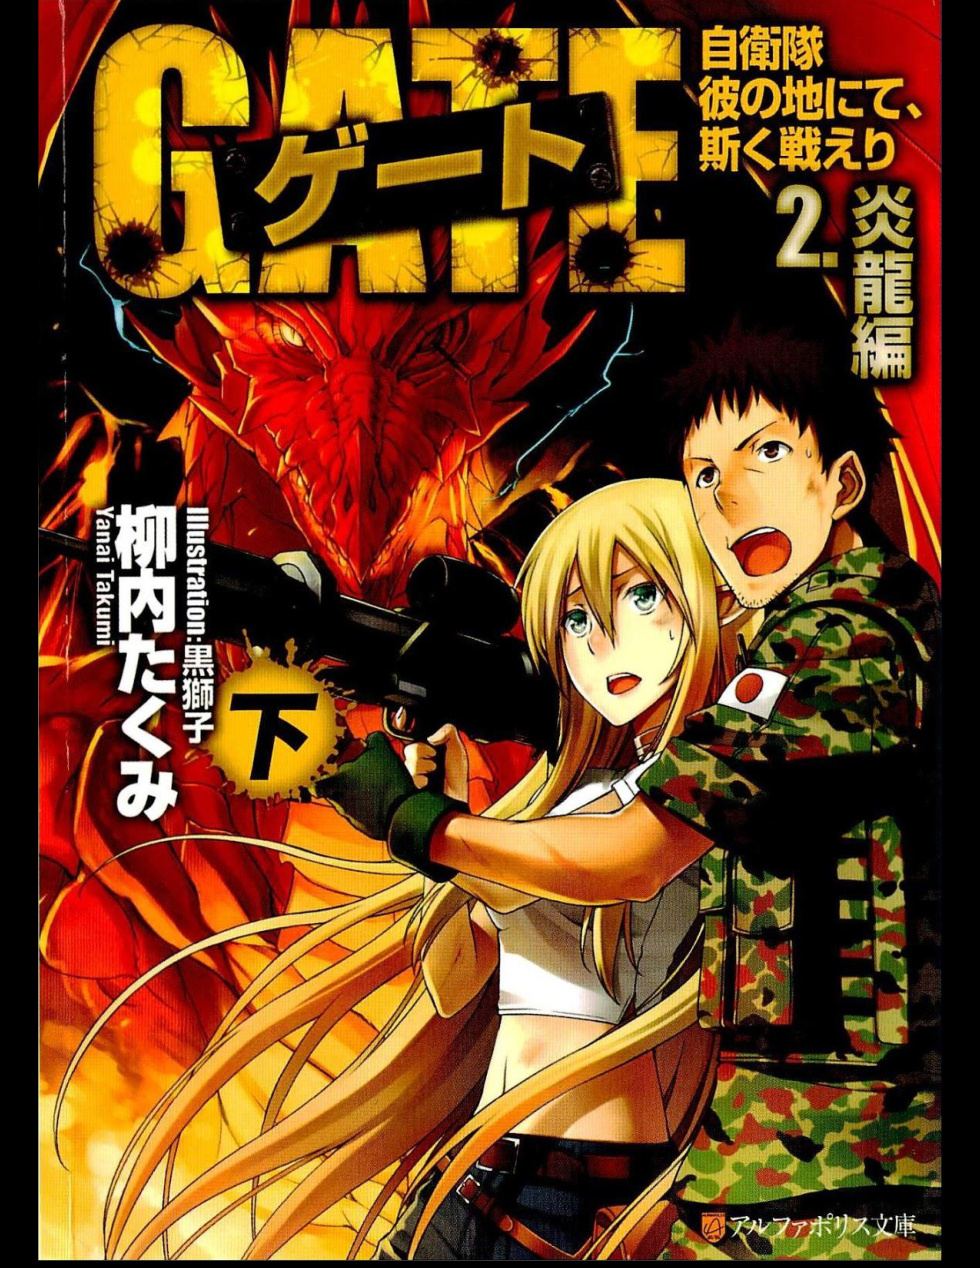 GATE
ゲート
自衛隊
彼の地にて、
斯く戦えり
2.
炎龍編
Illustration:黒獅子
柳内たくみ
Yanai Takumi
下
アルファポリス文庫